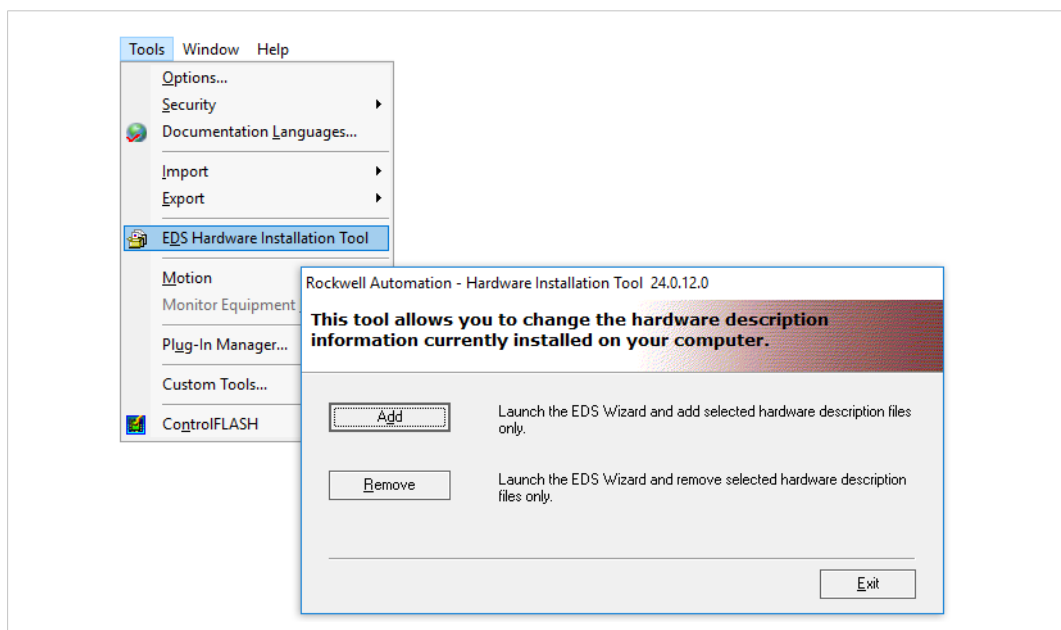 Tools Window Help
Options...
Security
Documentation Languages...
Import
Export
EDS Hardware Installation Tool
Motion
Monitor Equipment
Plug-In Manager...
Custom Tools...
ControlFLASH
Rockwell Automation - Hardware Installation Tool 24.0.12.0
This tool allows you to change the hardware description
information currently installed on your computer.
Add
Launch the EDS Wizard and add selected hardware description files
only.
Remove
Launch the EDS Wizard and remove selected hardware description
files only.
Exit